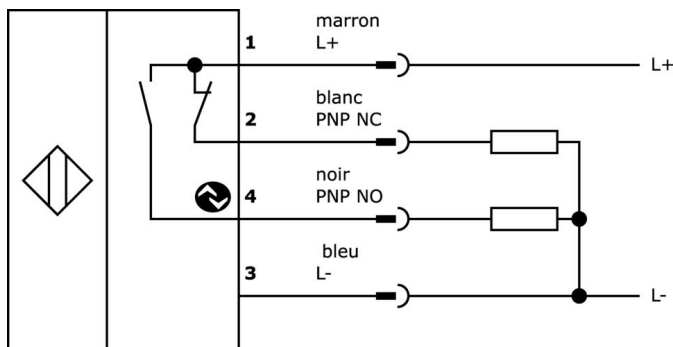 marron
1 L+
L+
blanc
2 PNP NC
noir
4 PNP NO
bleu
3 L-
L-